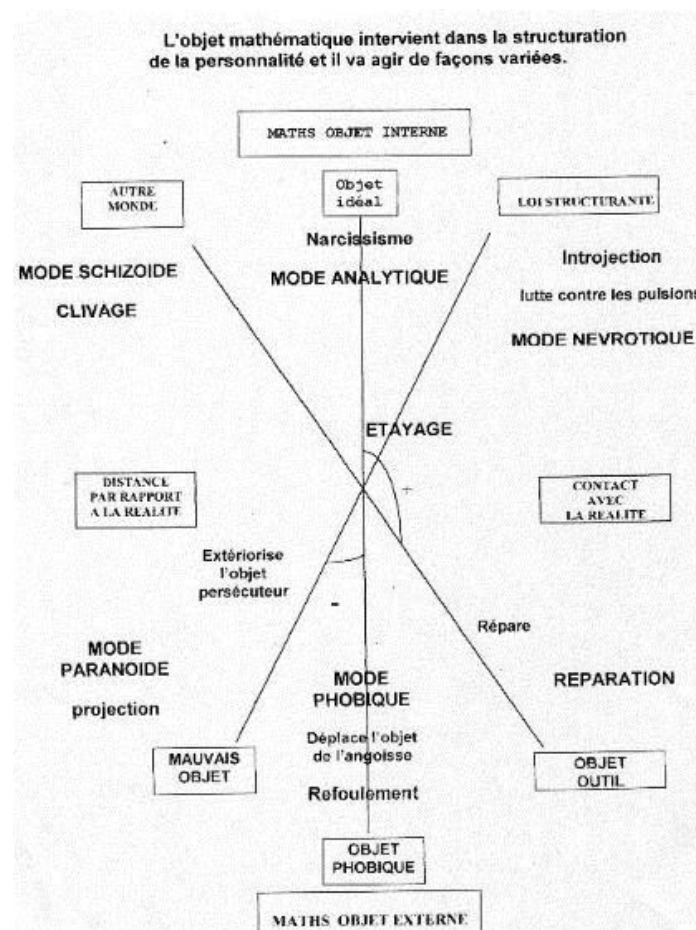 L'objet mathématique intervient dans la structuration
de la personnalité et il va agir de façons variées.
MATHS OBJET INTERNE
AUTRE
MONDE
Objet
idéal
LOI STRUCTURANTE
Narcissisme
MODE ANALYTIQUE
MODE SCHIZOIDE
CLIVAGE
Introjection
lutte contre les pulsions
MODE NEVROTIQUE
ETAYAGE
+
DISTANCE
PAR RAPPORT
A LA REALITE
CONTACT
AVEC
LA REALITE
Extériorise
l'objet
persécuteur
-
Répare
MODE
PARANOIDE
projection
MODE
PHOBIQUE
REPARATION
Déplace l'objet
de l'angoisse
Refoulement
MAUVAIS
OBJET
OBJET
OUTIL
OBJET
PHOBIQUE
MATHS OBJET EXTERNE